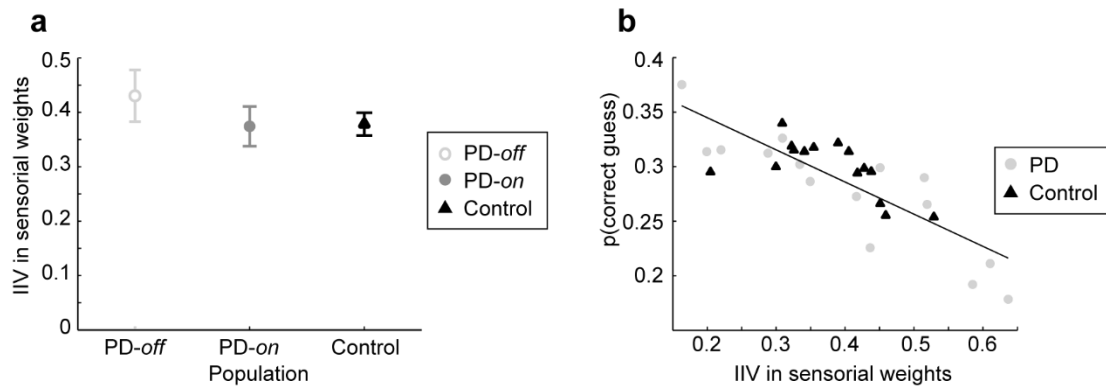 a
0.5
0.4
0.3
0.2
0.1
0
IIV in sensorial weights
PD-off
PD-on
Control
Population
PD-off
PD-on
Control
b
0.4
0.35
0.3
0.25
0.2
p(correct guess)
0.2
0.3
0.4
0.5
0.6
IIV in sensorial weights
PD
Control